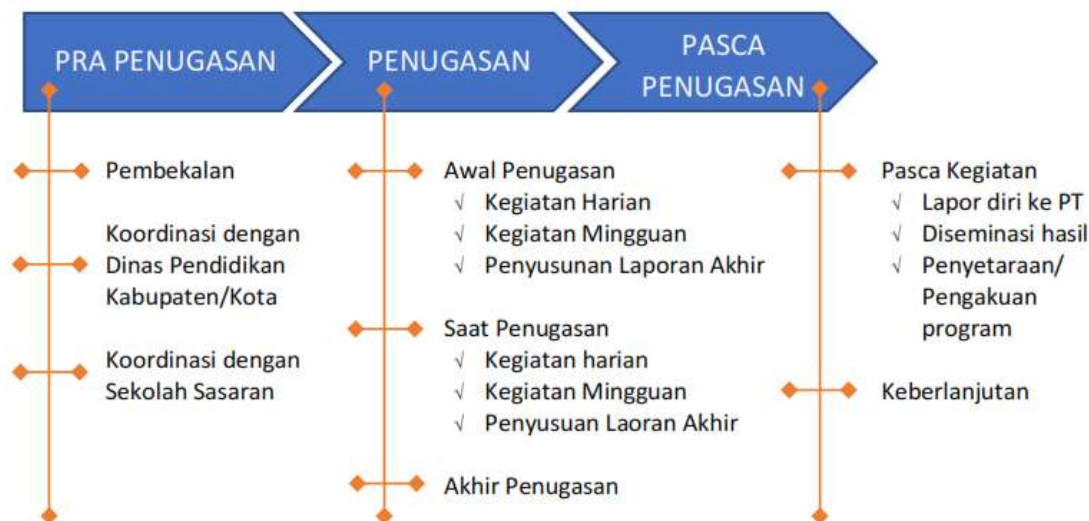 PRA PENUGASAN
PENUGASAN
PASCA
PENUGASAN
Pembekalan
Koordinasi dengan
Dinas Pendidikan
Kabupaten/Kota
Koordinasi dengan
Sekolah Sasaran
Awal Penugasan
√ Kegiatan Harian
√ Kegiatan Mingguan
√ Penyusunan Laporan Akhir
Saat Penugasan
√ Kegiatan harian
√ Kegiatan Mingguan
√ Penyusuan Laoran Akhir
Akhir Penugasan
Pasca Kegiatan
√ Lapor diri ke PT
√ Diseminasi hasil
√ Penyetaraan/
Pengakuan
program
Keberlanjutan